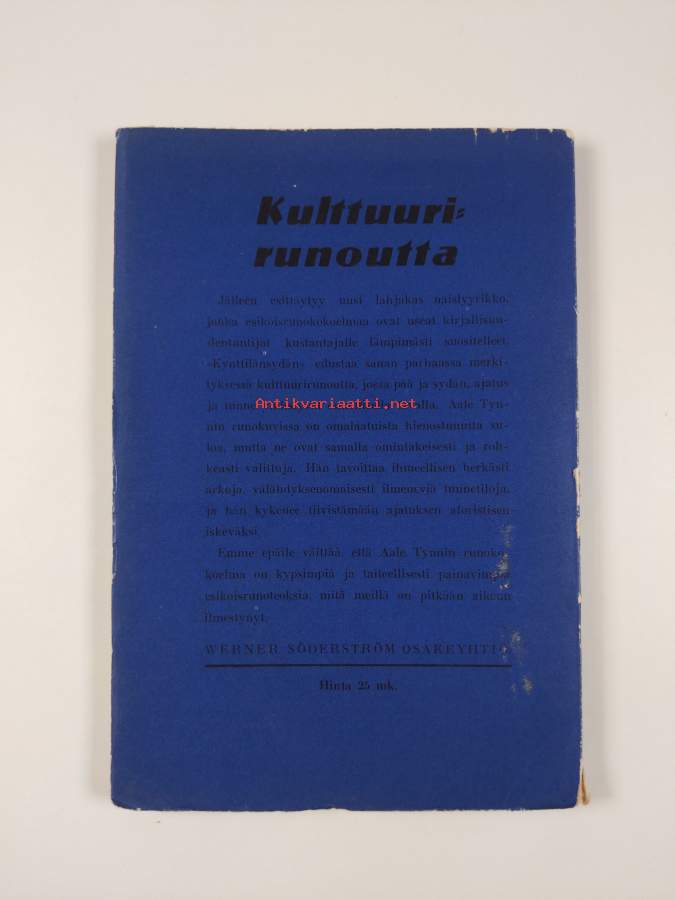 Kulttuuri-
runoutta
Jälleen esittäytyy uusi lahjakas naislyyrikko,
jonka esikoisrunokokoelman ovat useat kirjallisuu-
dentuntijat kustantajalle lämpimästi suositelleet.
»Kynttilänsydän» edustaa sanan parhaassa merki-
tyksessä kulttuurirunoutta, jossa pää ja sydän, ajatus
ja tunne
Antikvariaatti.net
Aale Tyn-
nin runokuvissa on omalaatuista hienostunutta su-
loa, mutta ne ovat samalla omintakeisesti ja roh-
keasti valittuja. Hän tavoittaa ihmeellisen herkästi
arkoja, välähdyksenomaisesti ilmeneviä tunnetiloja,
ja hän kykenee tiivistämään ajatuksen aforistisen
iskeväksi.
Emme epäile väittää, että Aale Tynnin runoko-
koelma on kypsimpiä ja taiteellisesti painavimpia
esikoisrunoteoksia, mitä meillä on pitkään aikaan
ilmestynyt.
WERNER SÖDERSTRÖM OSAKEYHTIÖ
Hinta 25 mk.